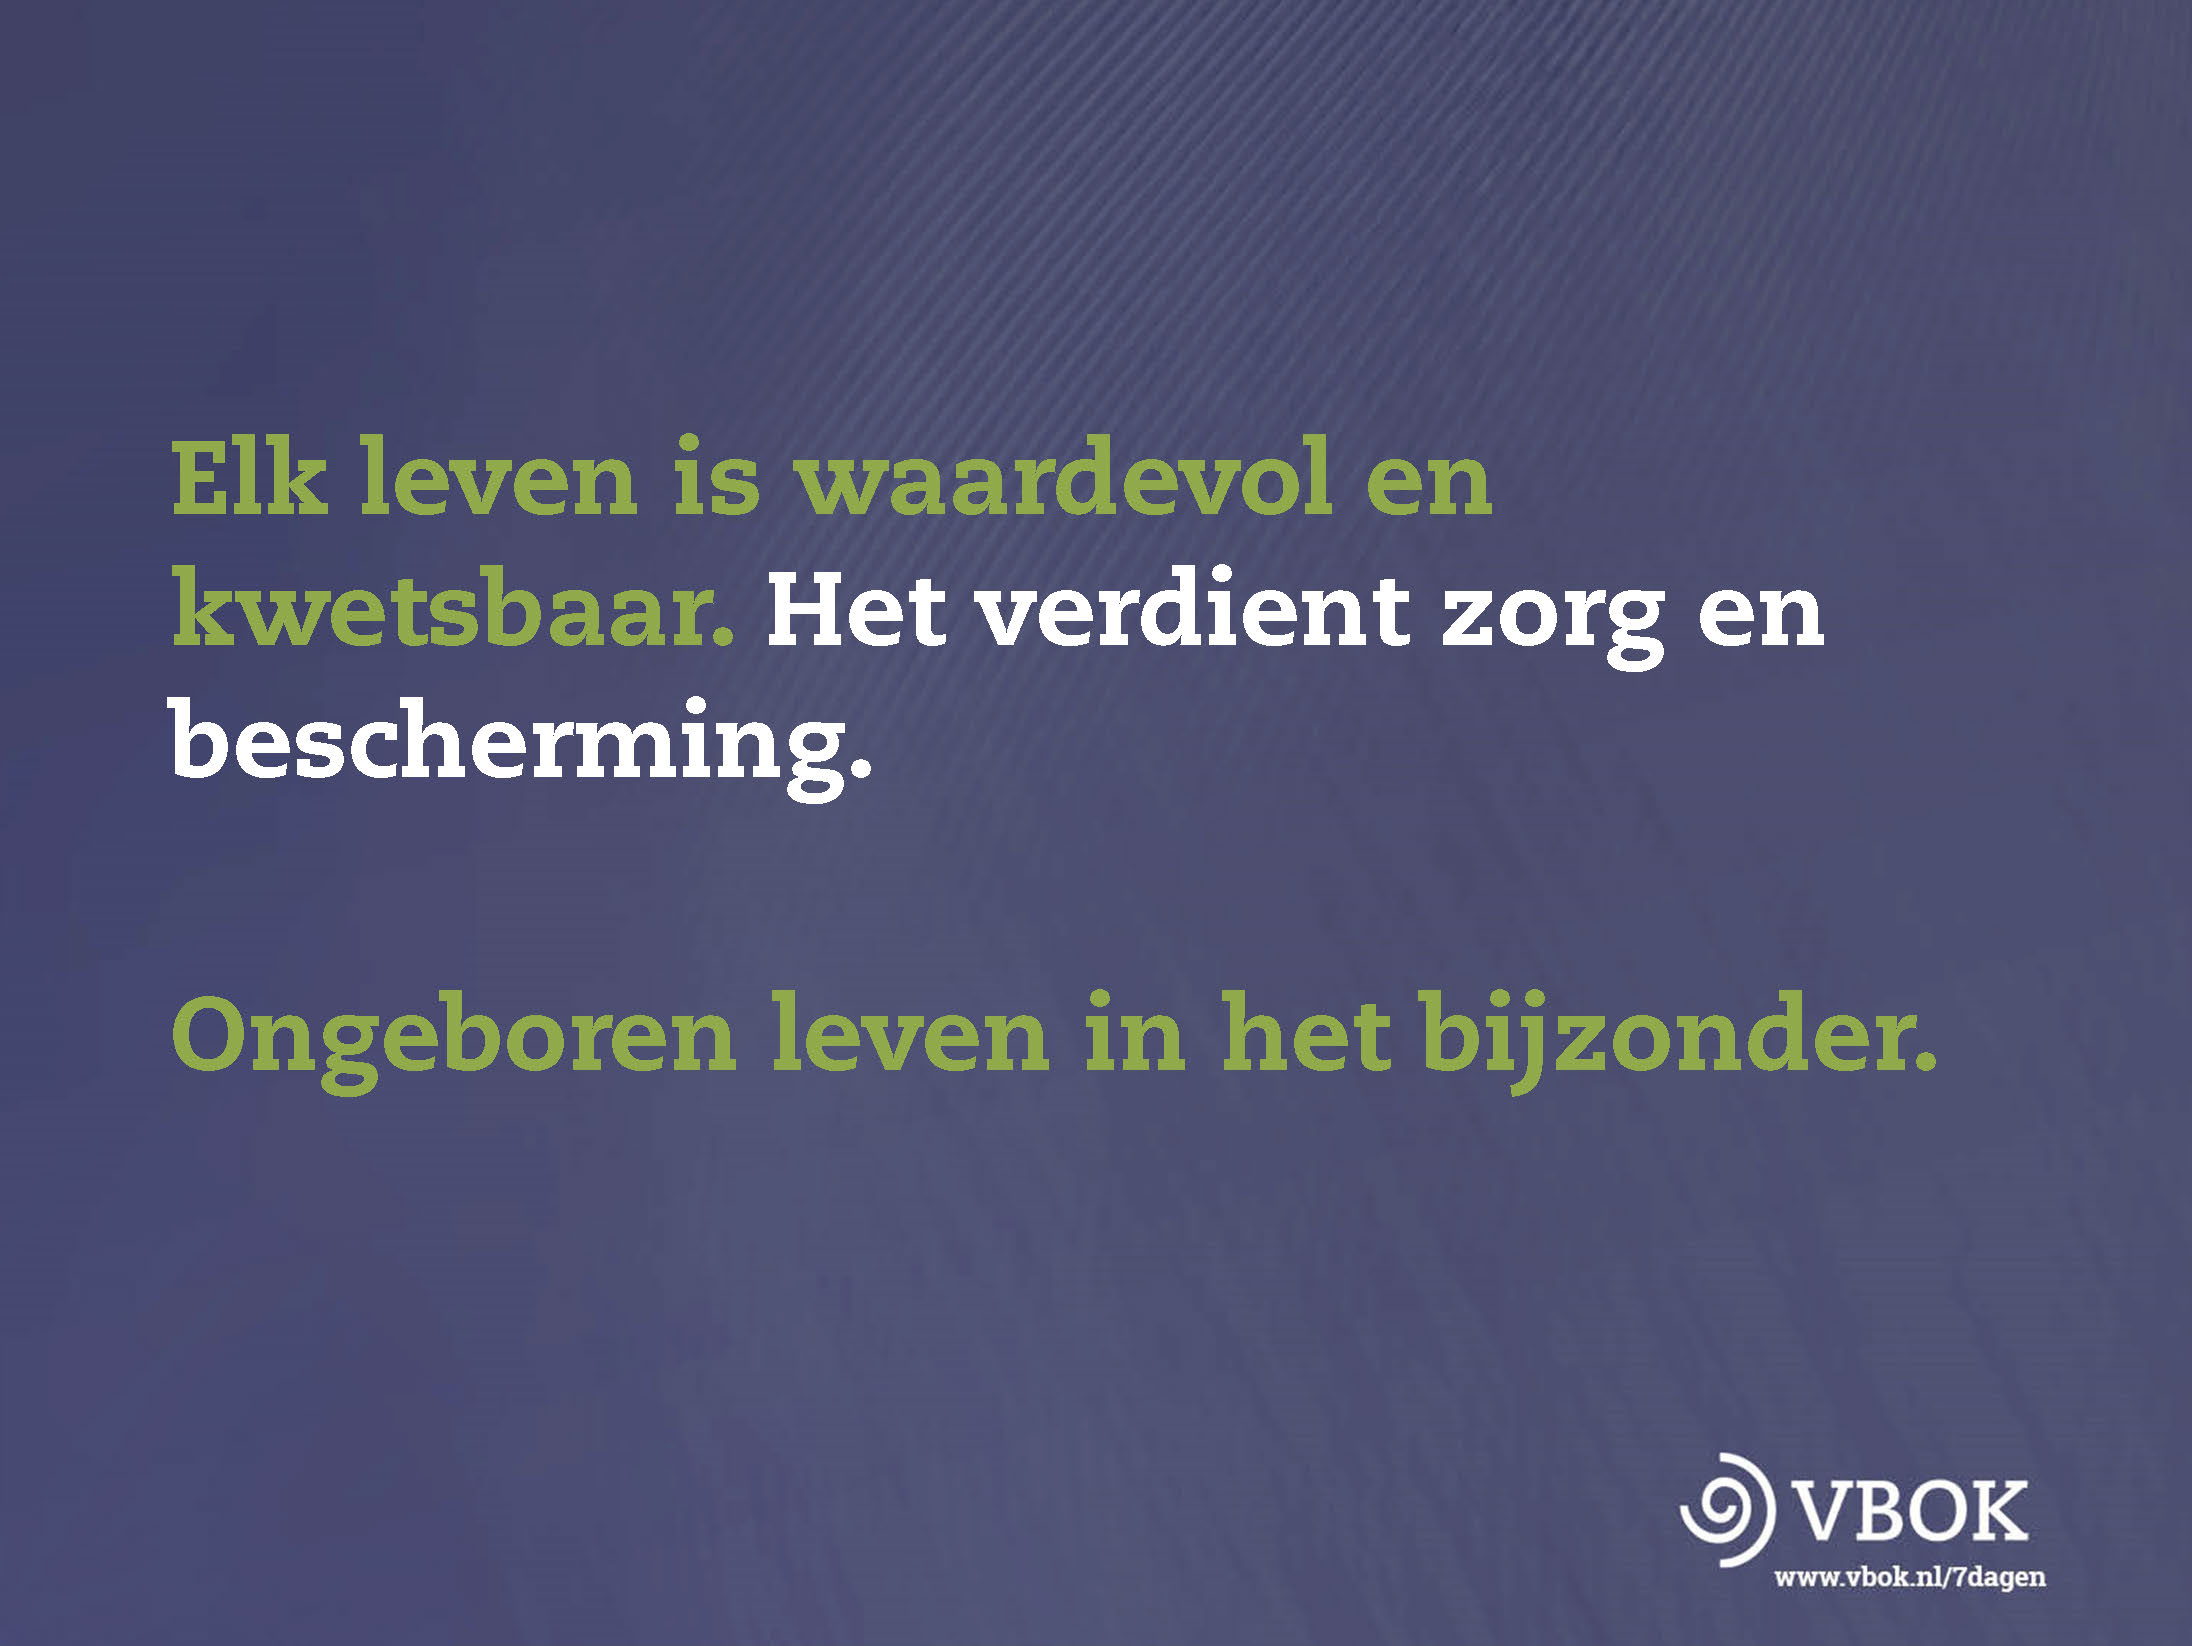 Elk leven is waardevol en
kwetsbaar. Het verdient zorg en
bescherming.
Ongeboren leven in het bijzonder.
VBOK
www.vbok.nl/7dagen